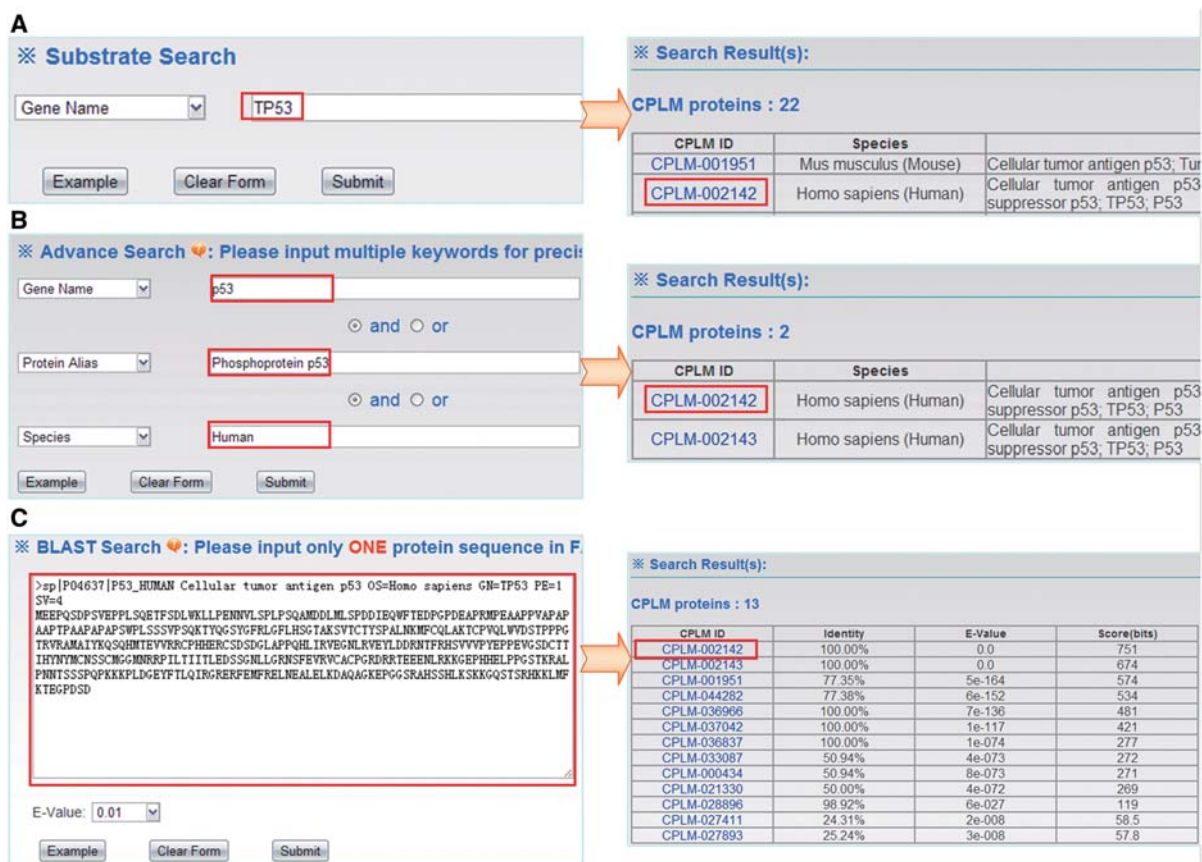 A
※ Substrate Search
Gene Name
TP53
Example
Clear Form
Submit
※ Search Result(s):
CPLM proteins : 22
CPLM ID Species
CPLM-001951 Mus musculus (Mouse) Cellular tumor antigen p53; Tur
CPLM-002142 Homo sapiens (Human) Cellular tumor antigen p53
suppressor p53; TP53; P53
B
※ Advance Search : Please input multiple keywords for precis
Gene Name
p53
and or
Protein Alias
Phosphoprotein p53
and or
Species
Human
Example
Clear Form
Submit
※ Search Result(s):
CPLM proteins : 2
CPLM ID Species
CPLM-002142 Homo sapiens (Human) Cellular tumor antigen p53
suppressor p53; TP53; P53
CPLM-002143 Homo sapiens (Human) Cellular tumor antigen p53
suppressor p53; TP53; P53
C
※ BLAST Search : Please input only ONE protein sequence in FA
>sp|P04637|P53_HUMAN Cellular tumor antigen p53 OS=Homo sapiens GN=TP53 PE=1
SV=4
MEEPQSDPSVEPPLSQETFSDLWKLLPENNVLSPLPSQAMDDLMLSPDDIEQWFTEDPGPDEAPRMPEAAPPVAPAP
AAPTPAAPAPAPSWPLSSSVPSQKTYQGSYGFRLGFLHSGTAKSVTCTYSPALNKMFCQLAKTCPVQLWVDSTPPPG
TRVRAMAIYKQSQHMTEVVRRCPHHERCSDSDGLAPPQHLIRVEGNLRVEYLDDRNTFRHSVVVPYEPPEVGSDCTT
IHYNYMCNSSCMGGMNRRPILTIITLEDSSGNLLGRNSFEVRVCACPGRDRRTEEENLRKKGEPHHELPPGSTKRAL
PNNTSSSPQPKKKPLDGEYFTLQIRGRERFEMFRELNEALELKDAQAGKEPGGSRAHSSHLKSKKGQSTSRHKKLMF
KTEGPDSD
E-Value: 0.01
Example
Clear Form
Submit
※ Search Result(s):
CPLM proteins : 13
CPLM ID Identity E-Value Score(bits)
CPLM-002142 100.00% 0.0 751
CPLM-002143 100.00% 0.0 674
CPLM-001951 77.35% 5e-164 574
CPLM-044282 77.38% 6e-152 534
CPLM-036966 100.00% 7e-136 481
CPLM-037042 100.00% 1e-117 421
CPLM-036837 100.00% 1e-074 277
CPLM-033087 50.94% 4e-073 272
CPLM-000434 50.94% 8e-073 271
CPLM-021330 50.00% 4e-072 269
CPLM-028896 98.92% 6e-027 119
CPLM-027411 24.31% 2e-008 58.5
CPLM-027893 25.24% 3e-008 57.8